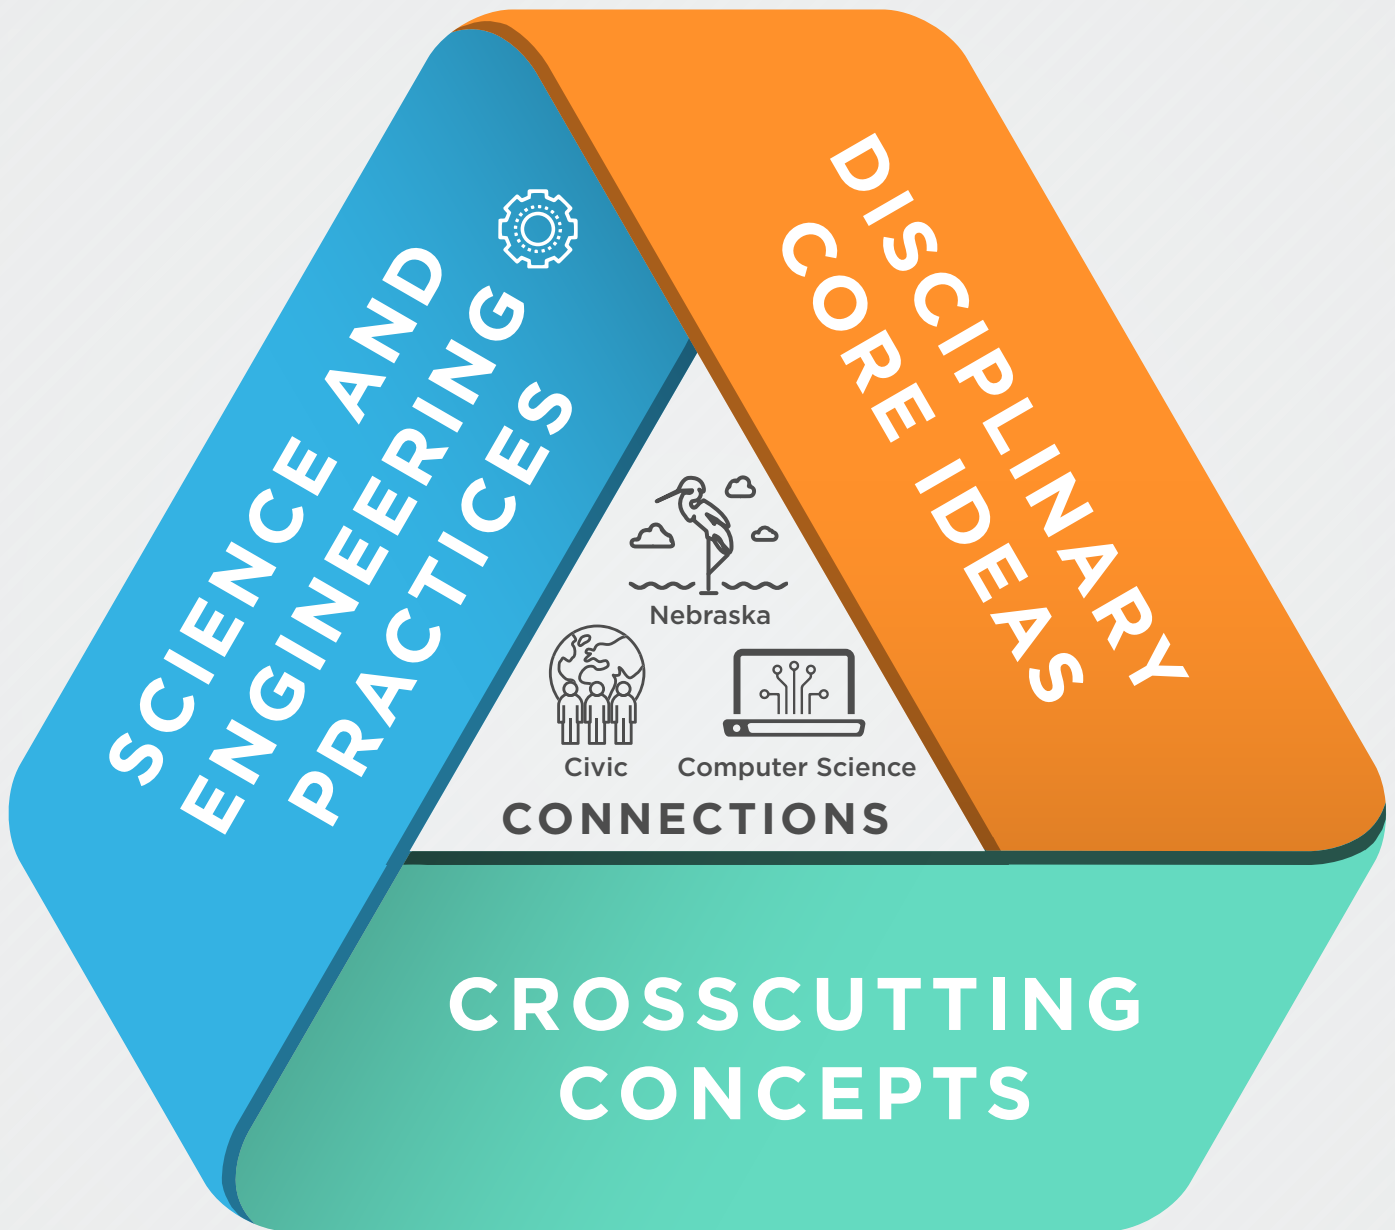 SCIENCE AND
ENGINEERING
PRACTICES
DISCIPLINARY
CORE IDEAS
Nebraska
Civic
Computer Science
CONNECTIONS
CROSSCUTTING
CONCEPTS